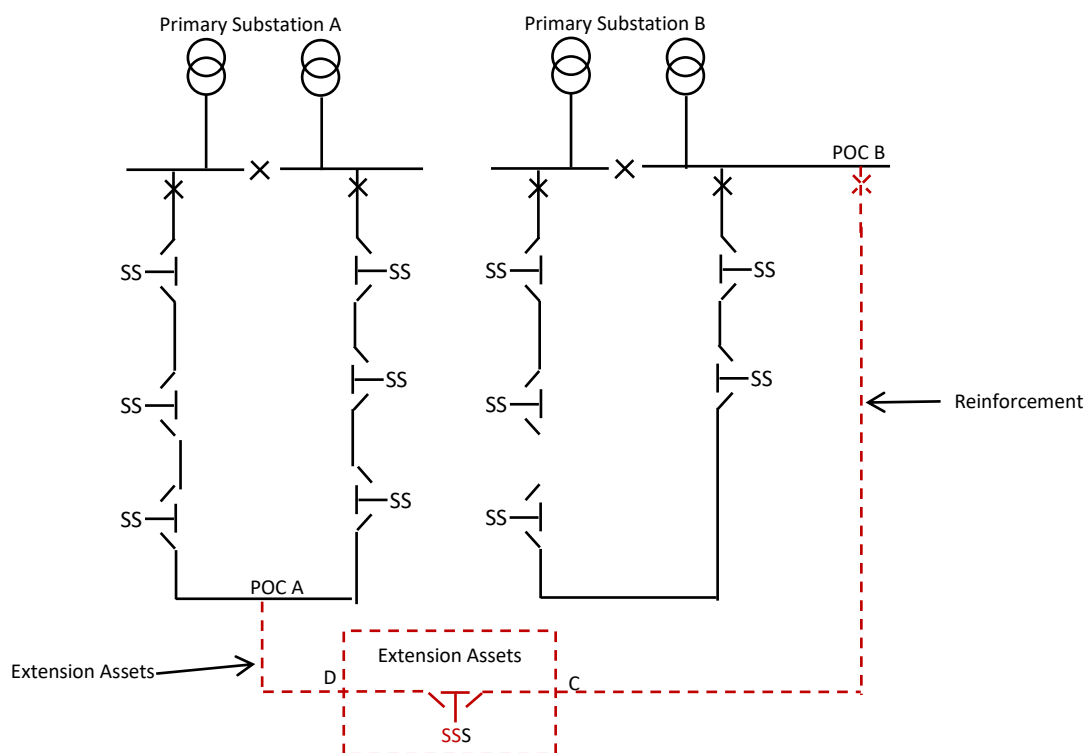 Primary Substation A
Primary Substation B
POC B
SS
SS
SS
SS
SS
SS
Reinforcement
SS
SS
SS
SS
SS
POC A
Extension Assets
Extension Assets
D
C
SSS